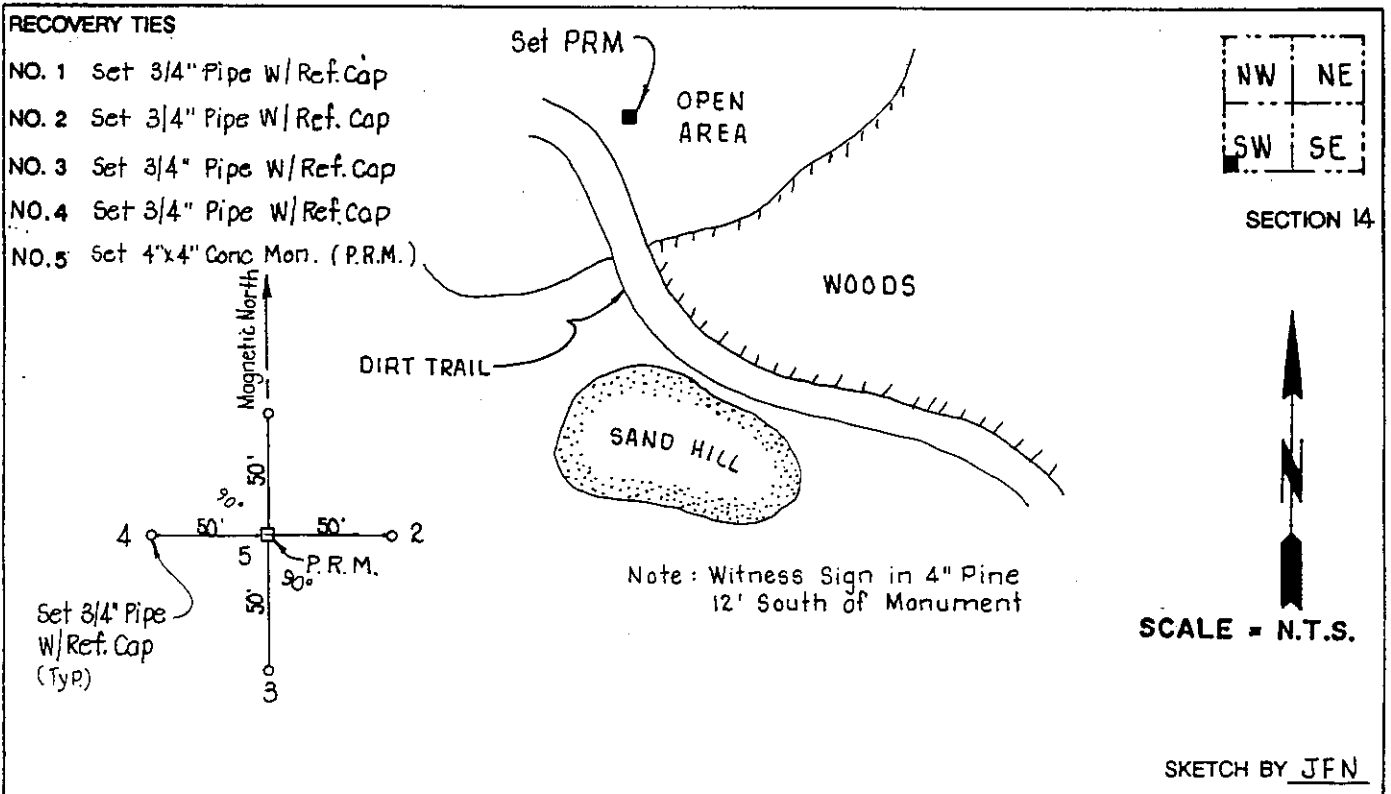 RECOVERY TIES
NO. 1 Set 3/4" Pipe W/Ref. Cap
NO. 2 Set 3/4" Pipe W/Ref. Cap
NO. 3 Set 3/4" Pipe W/Ref. Cap
NO. 4 Set 3/4" Pipe W/Ref. Cap
NO. 5 Set 4"x4" Conc Mon. (P.R.M.)
Set PRM
OPEN
AREA
NW NE
SW SE
SECTION 14
WOODS
Magnetic North
DIRT TRAIL
SAND HILL
50'
90°
4 50' 50' 2
5 P.R.M.
90°
50'
3
Set 3/4" Pipe
W/Ref. Cap
(Typ.)
Note: Witness Sign in 4" Pine
12' South of Monument
N
SCALE = N.T.S.
SKETCH BY JFN